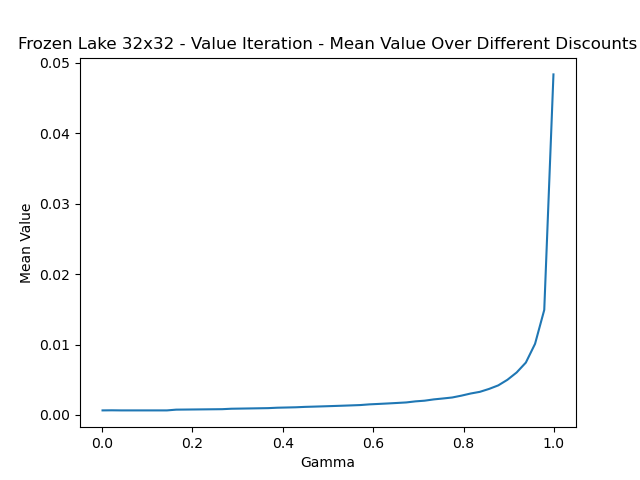 Frozen Lake 32x32 - Value Iteration - Mean Value Over Different Discounts
Mean Value
0.05
0.04
0.03
0.02
0.01
0.00
0.0 0.2 0.4 0.6 0.8 1.0
Gamma